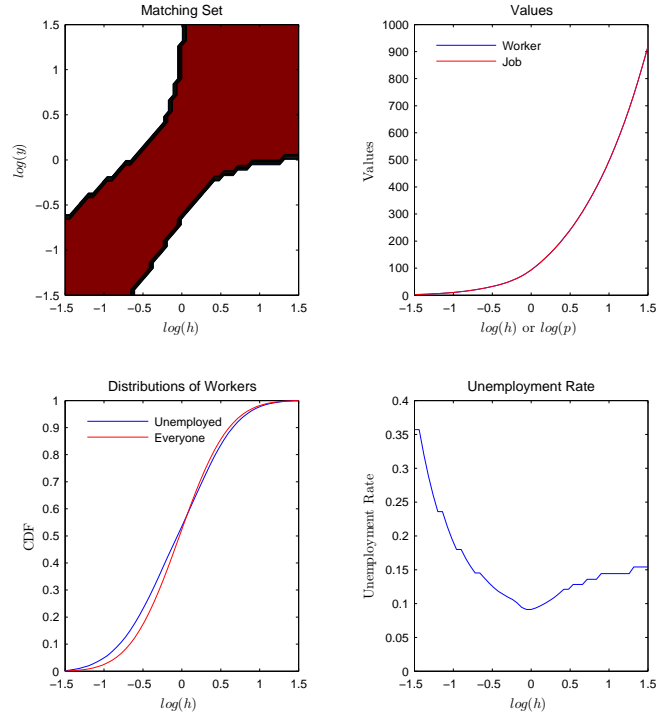 Matching Set
1.5
1
0.5
0
−0.5
−1
−1.5
log(y)
−1.5 −1 −0.5 0 0.5 1 1.5
log(h)
Values
1000
900
800
700
600
500
400
300
200
100
0
Values
Worker
Job
−1.5 −1 −0.5 0 0.5 1 1.5
log(h) or log(p)
Distributions of Workers
1
0.9
0.8
0.7
0.6
0.5
0.4
0.3
0.2
0.1
0
CDF
Unemployed
Everyone
−1.5 −1 −0.5 0 0.5 1 1.5
log(h)
Unemployment Rate
0.4
0.35
0.3
0.25
0.2
0.15
0.1
0.05
0
Unemployment Rate
−1.5 −1 −0.5 0 0.5 1 1.5
log(h)